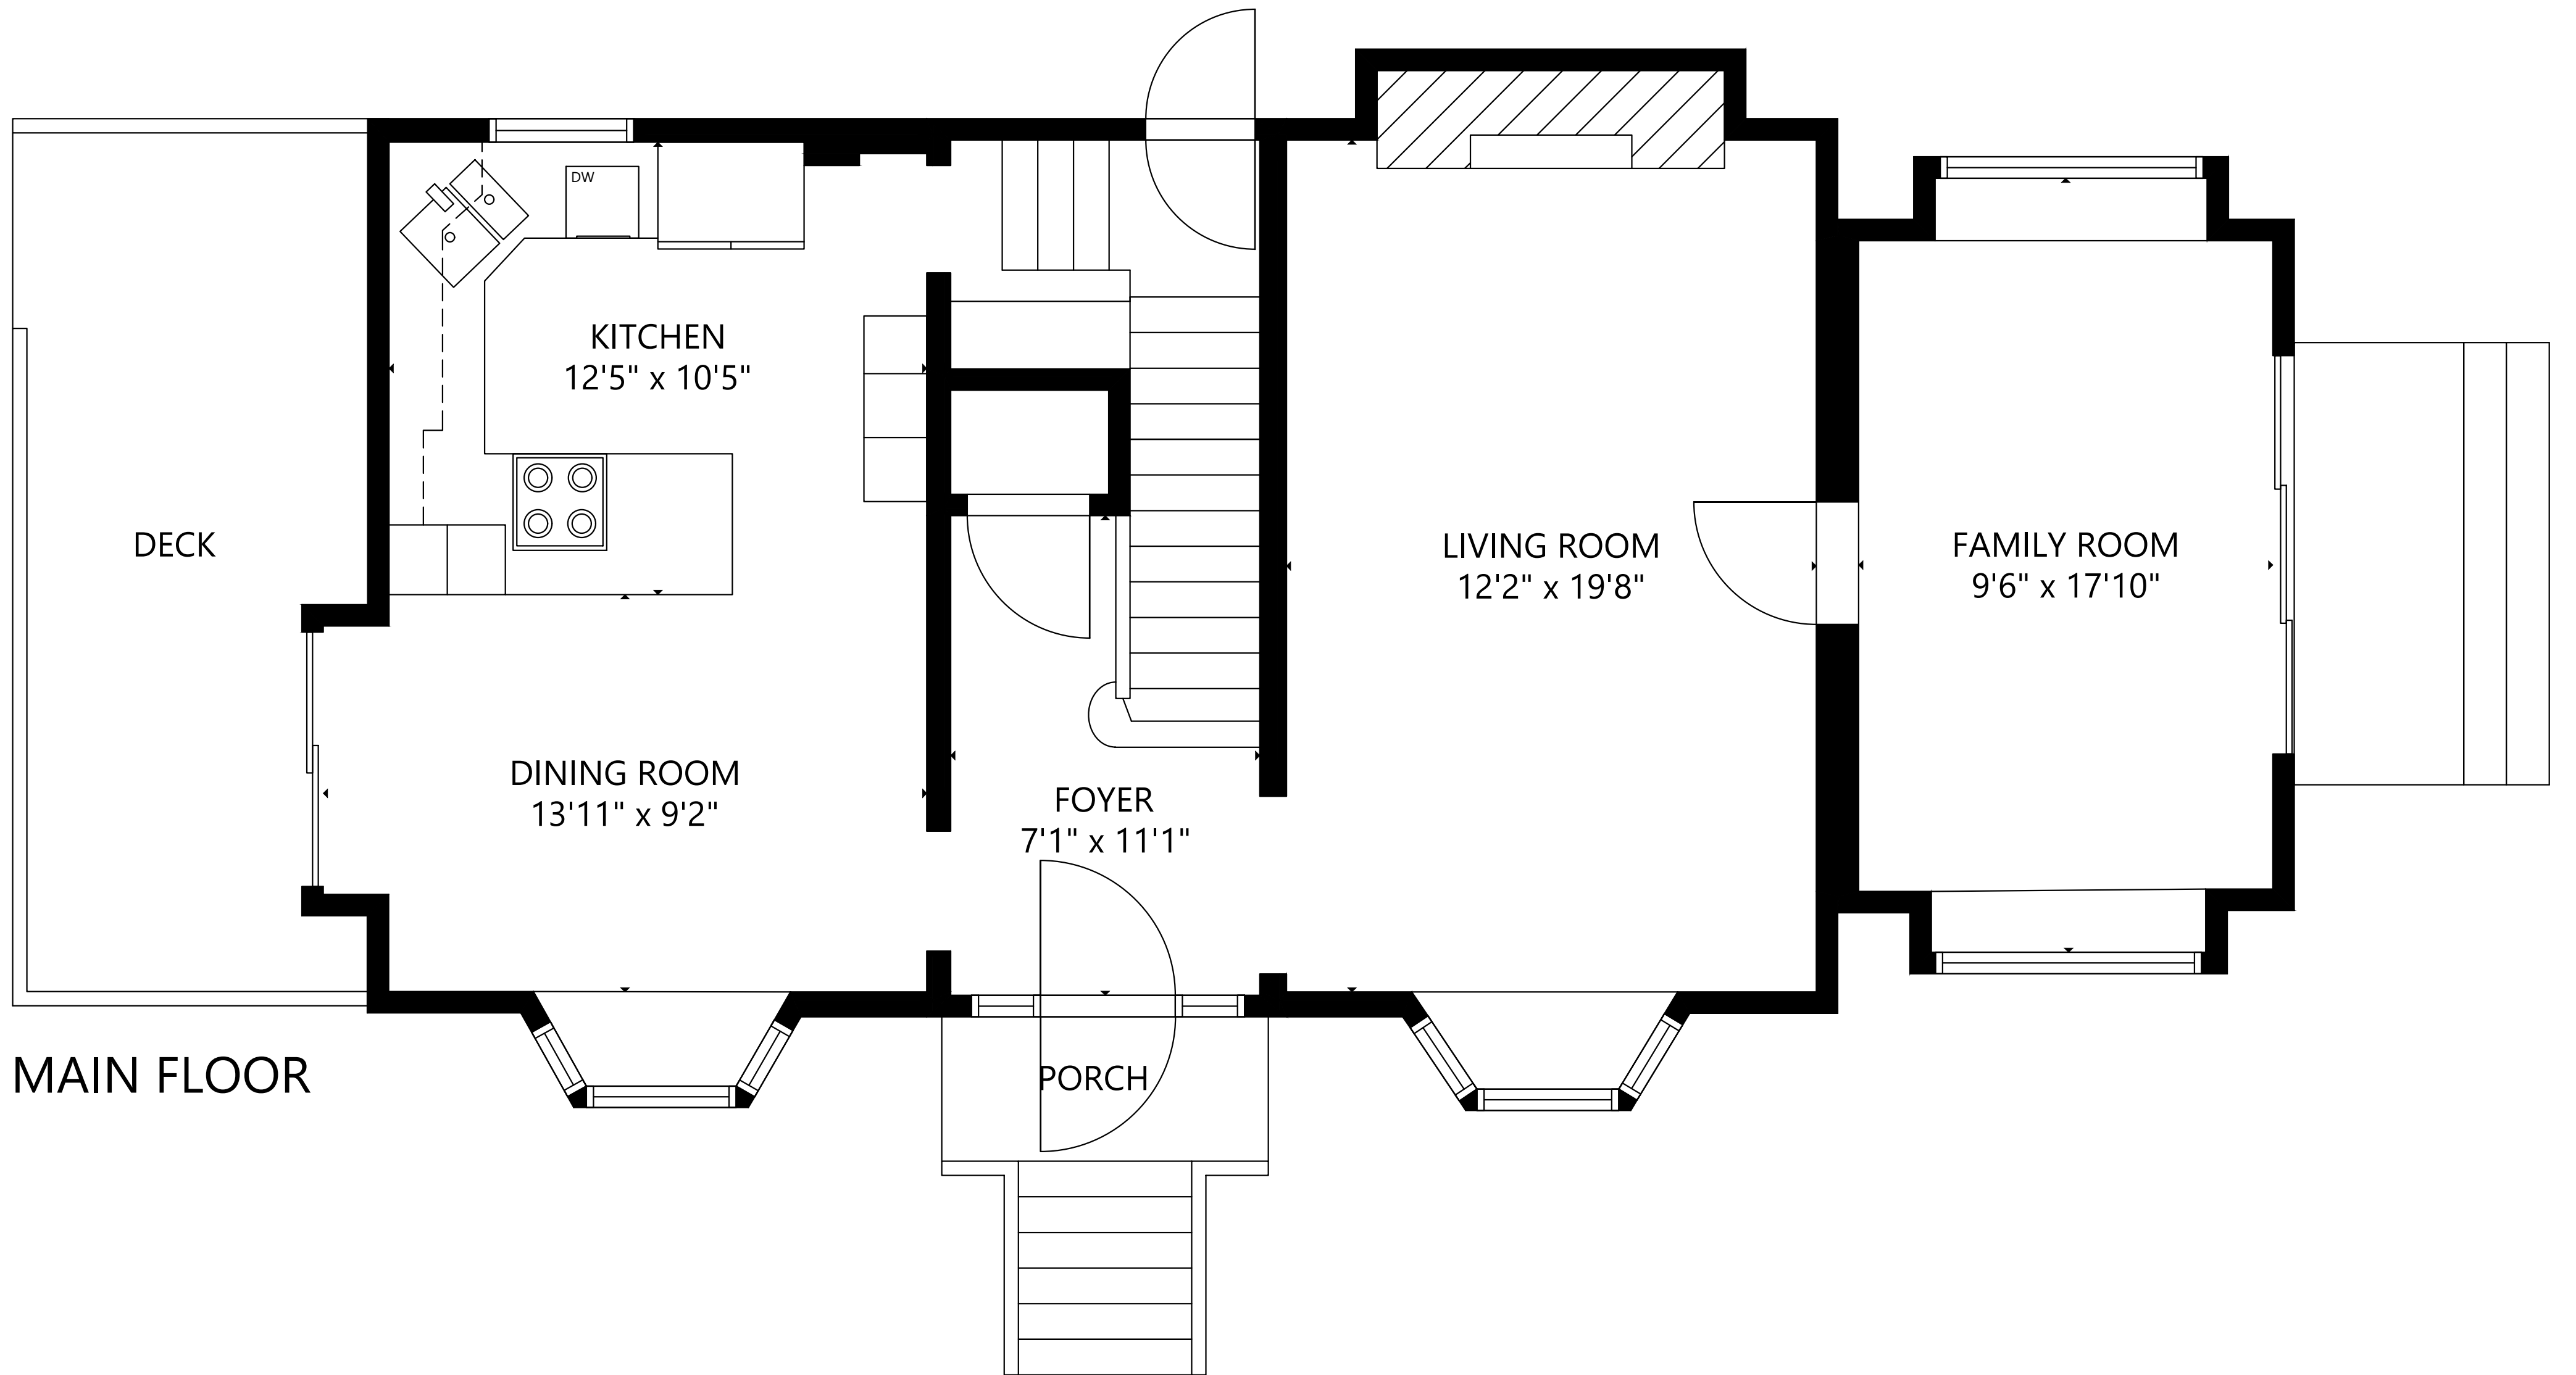 DW
KITCHEN
12'5" x 10'5"
DECK
LIVING ROOM
12'2" x 19'8"
FAMILY ROOM
9'6" x 17'10"
DINING ROOM
13'11" x 9'2"
FOYER
7'1" x 11'1"
MAIN FLOOR
PORCH